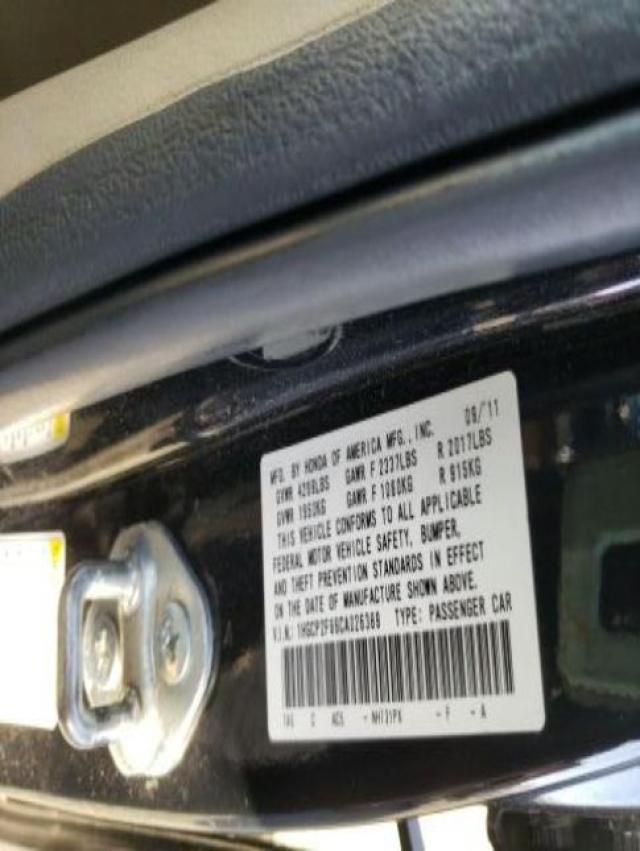 MFD. BY HONDA OF AMERICA MFG., INC. 09/11
GVWR 4299LBS GAWR F 2337LBS R 2017LBS
GVWR 1950KG GAWR F 1060KG R 915KG
THIS VEHICLE CONFORMS TO ALL APPLICABLE
FEDERAL MOTOR VEHICLE SAFETY, BUMPER,
AND THEFT PREVENTION STANDARDS IN EFFECT
ON THE DATE OF MANUFACTURE SHOWN ABOVE.
V.I.N.: TYPE: PASSENGER CAR
C - NH731PX - F - A